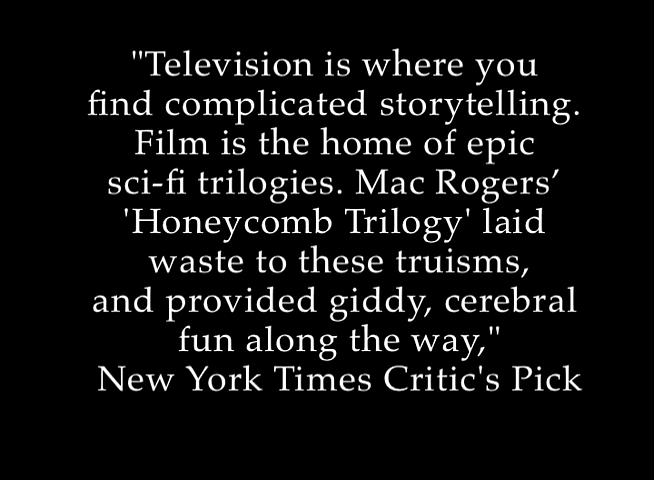 "Television is where you
find complicated storytelling.
Film is the home of epic
sci-fi trilogies. Mac Rogers’
'Honeycomb Trilogy' laid
waste to these truisms,
and provided giddy, cerebral
fun along the way,"
New York Times Critic's Pick